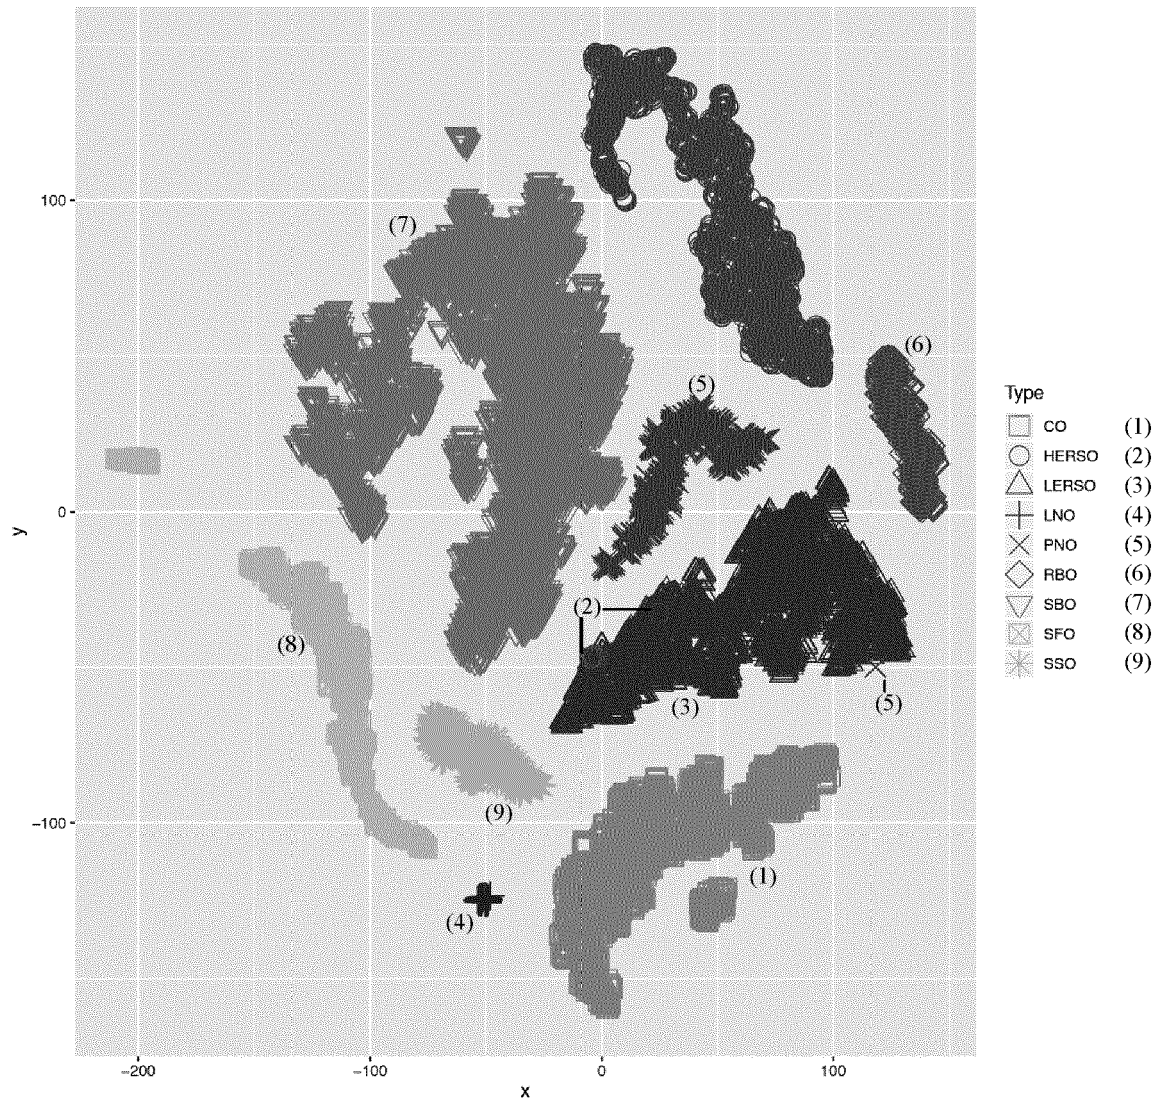 100
0
-100
y
-200
-100
0
100
x
(7)
(5)
(6)
(2)
(8)
(3)
(5)
(9)
(1)
(4)
Type
CO (1)
HERSO (2)
LERSO (3)
LNO (4)
PNO (5)
RBO (6)
SBO (7)
SFO (8)
SSO (9)